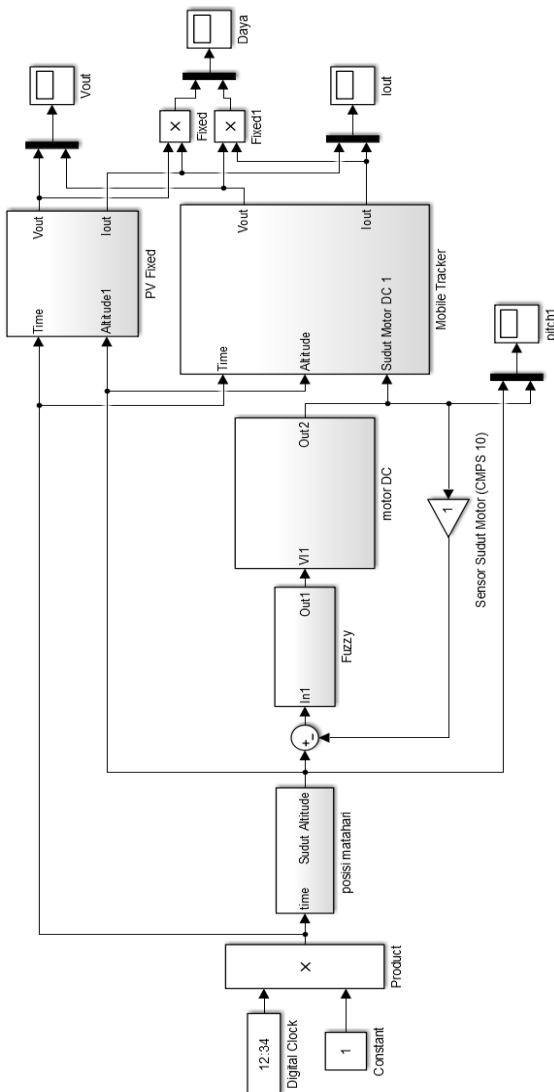 12:34
Digital Clock
1
Constant
×
Product
time
Sudut Altitude
posisi matahari
+
−
In1
Out1
Fuzzy
VI1
Out2
motor DC
1
Sensor Sudut Motor (CMPS 10)
Time
Altitude1
Vout
Iout
PV Fixed
Time
Altitude
Sudut Motor DC 1
Vout
Iout
Mobile Tracker
×
Fixed
×
Fixed1
Vout
Daya
Iout
pitch1